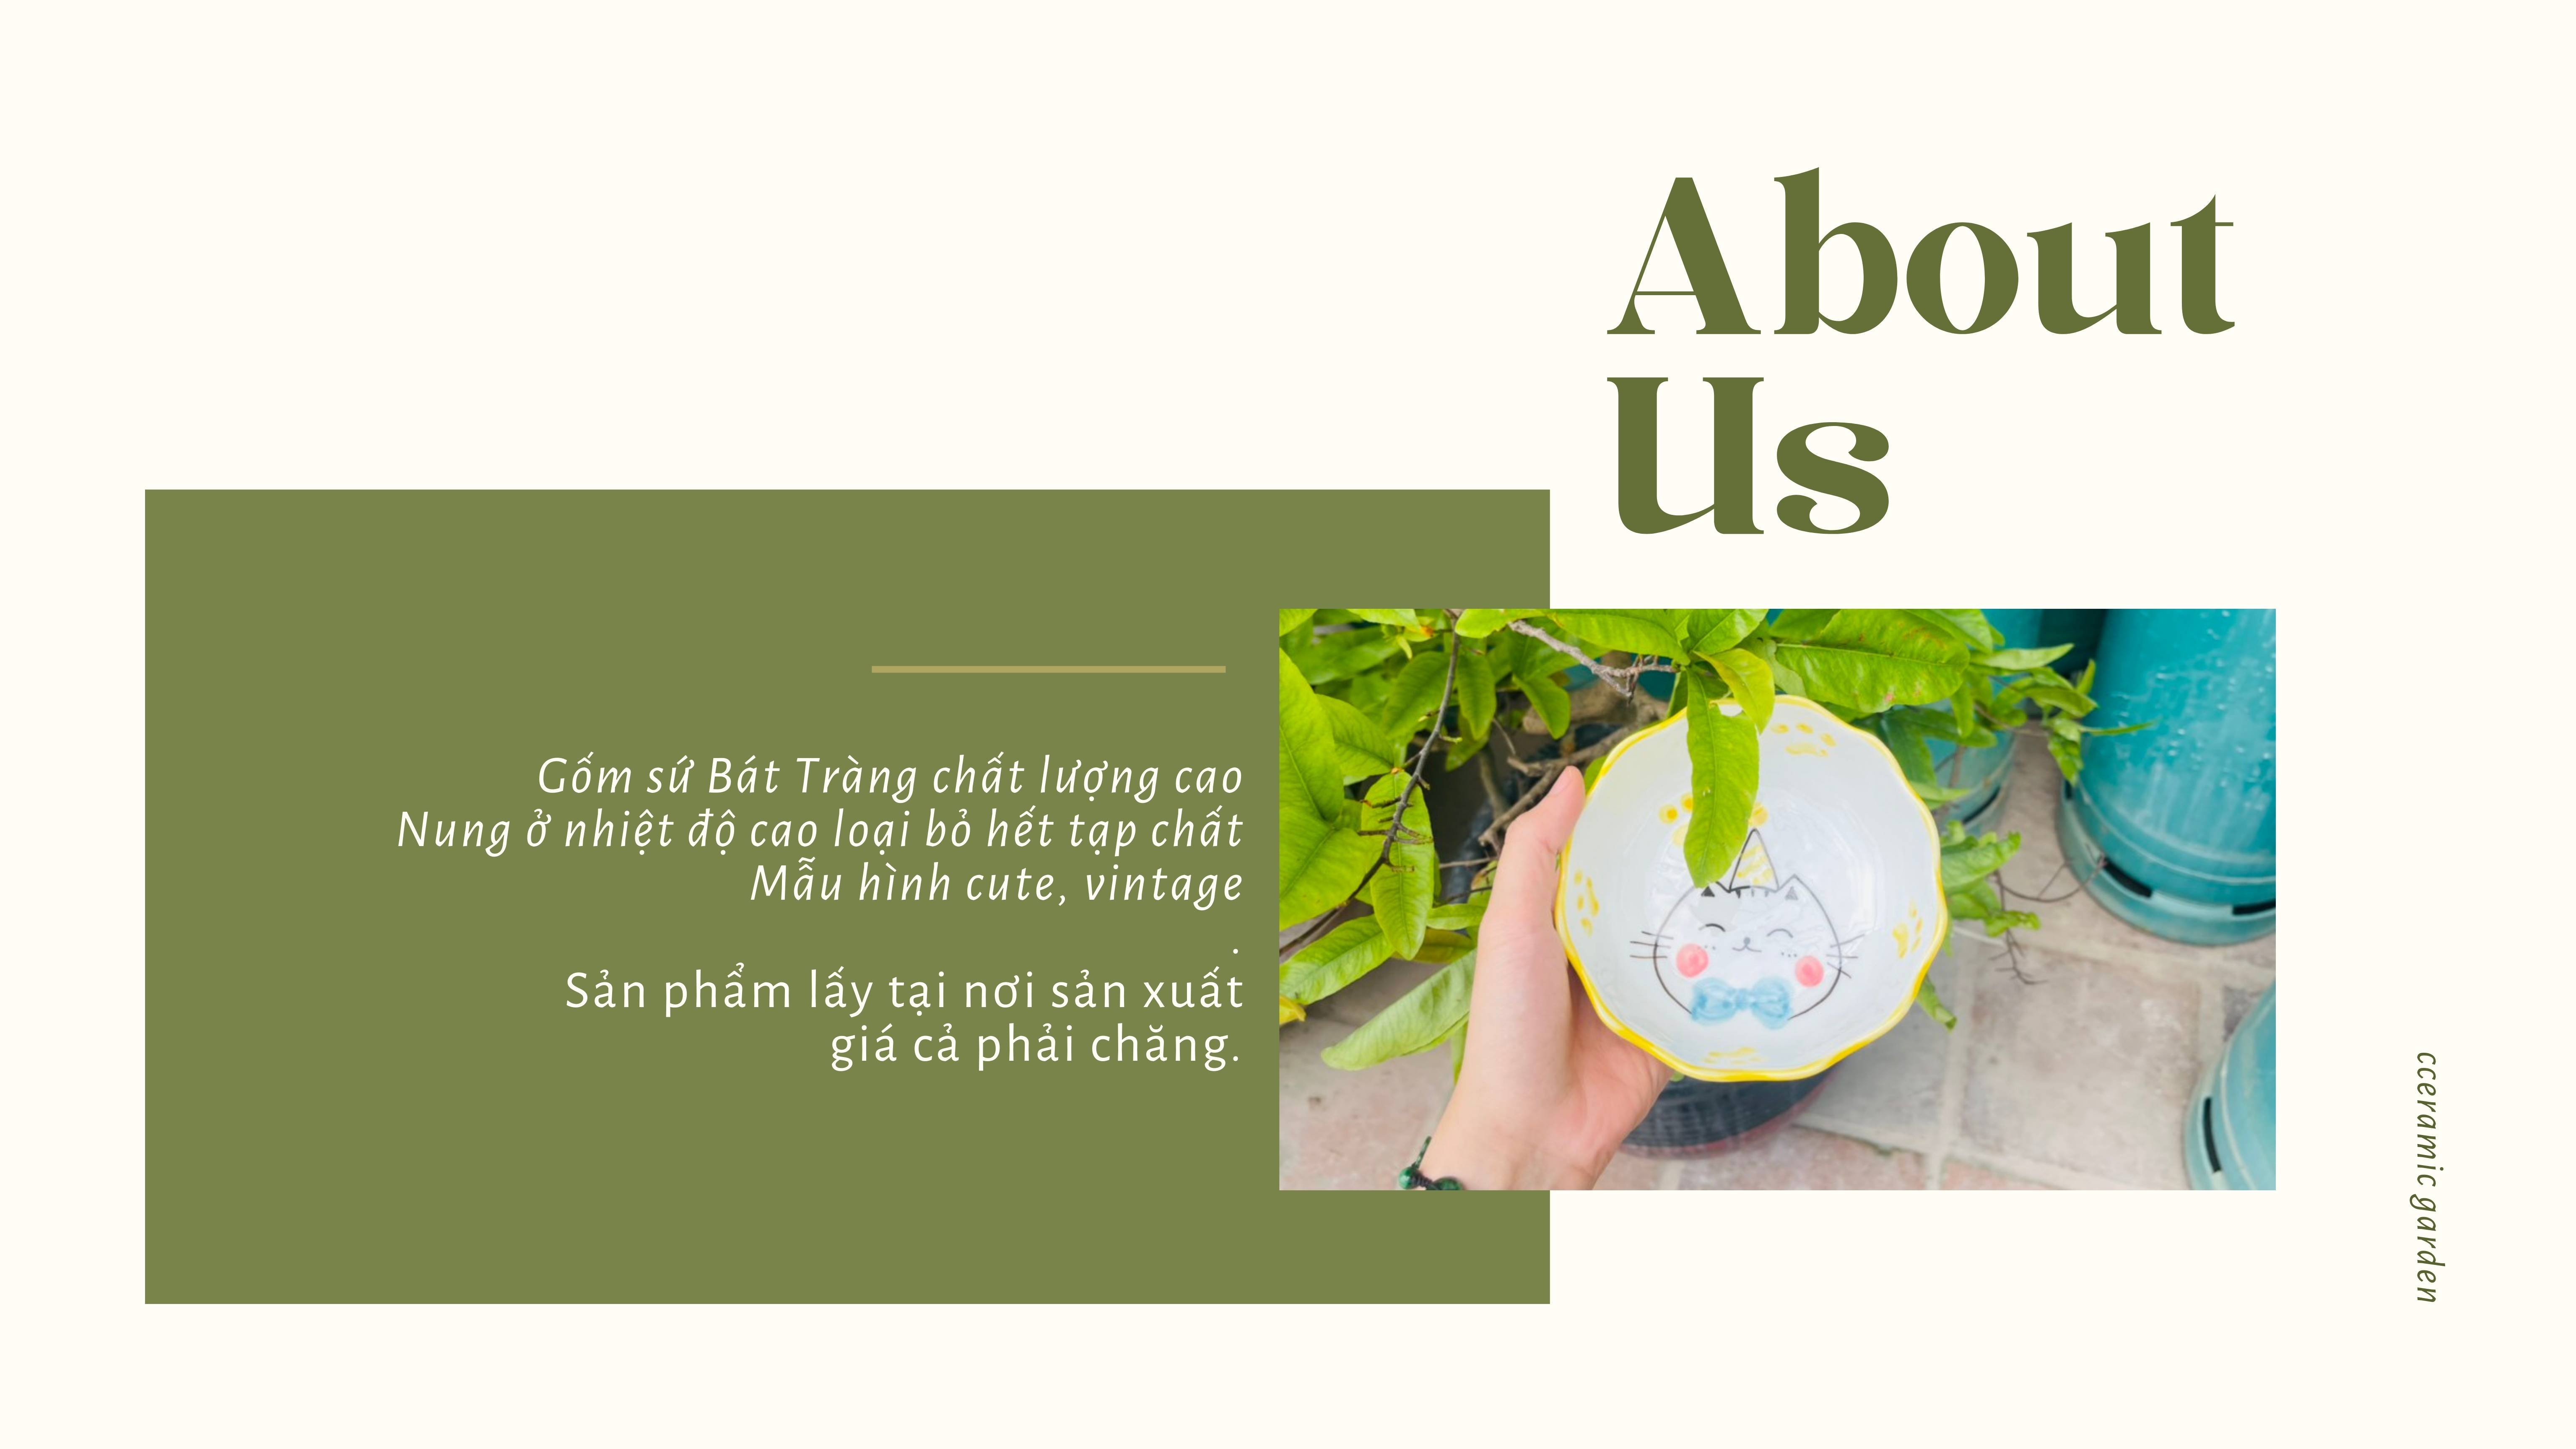 About
Us
Gốm sứ Bát Tràng chất lượng cao
Nung ở nhiệt độ cao loại bỏ hết tạp chất
Mẫu hình cute, vintage
.
Sản phẩm lấy tại nơi sản xuất
giá cả phải chăng.
cceramic garden